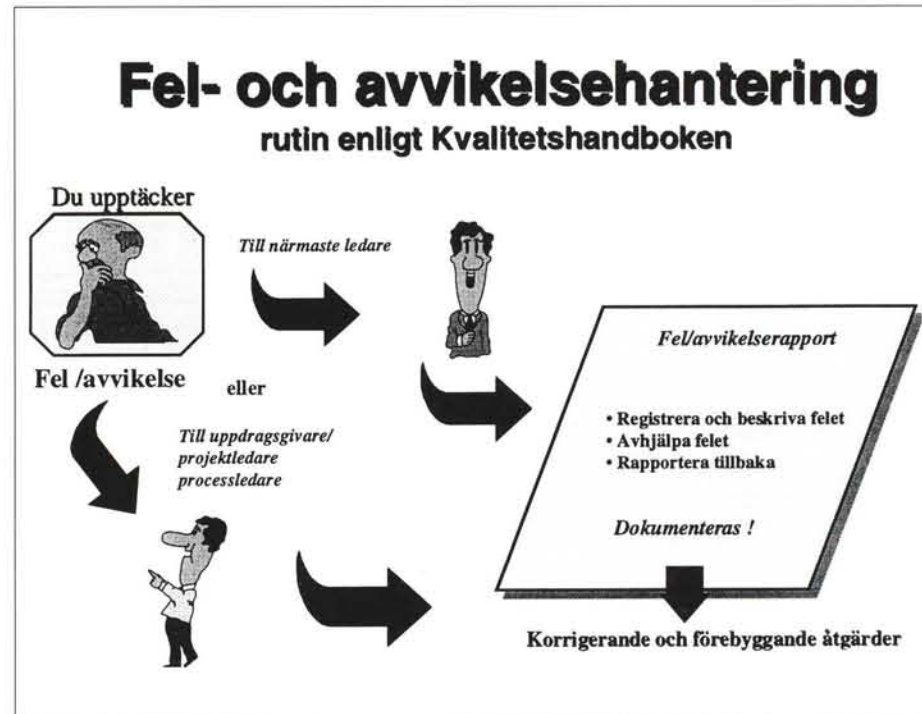 Fel- och avvikelsehantering
rutin enligt Kvalitetshandboken
Du upptäcker
Fel /avvikelse
Till närmaste ledare
eller
Till uppdragsgivare/
projektledare
processledare
Fel/avvikelserapport
• Registrera och beskriva felet
• Avhjälpa felet
• Rapportera tillbaka
Dokumenteras !
Korrigerande och förebyggande åtgärder